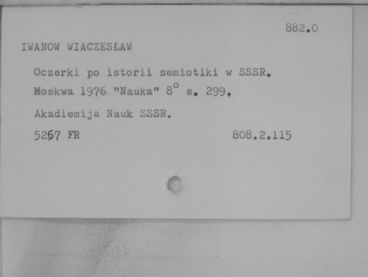 882.0
IWANOW WIACZESŁAW
Oczerki po istorii semiotiki w SSSR.
Moskwa 1976 "Nauka" 8° s. 299.
Akadiemija Nauk SSSR.
5267 FR 808.2.115